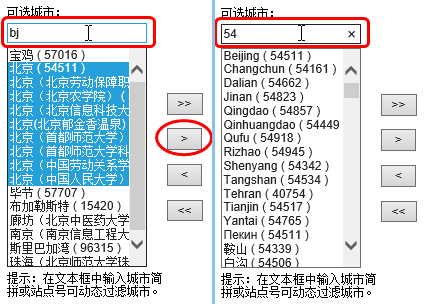 可选城市：
bj
宝鸡 ( 57016 )
北京 ( 54511 )
北京（北京劳动保障职
北京（北京农学院）（
北京（北京信息科技大
北京(北京郁金香温泉)
北京（首都师范大学）
北京（首都师范大学科
北京（中国劳动关系学
北京（中国人民大学）
毕节 ( 57707 )
布加勒斯特 ( 15420 )
廊坊（北京中医药大学
南京（南京信息工程大
斯里巴加湾 ( 96315 )
珠海（北京师范大学珠
>>
>
<
<<
提示：在文本框中输入城市简
拼或站点号可动态过滤城市。
可选城市：
54
×
Beijing ( 54511 )
Changchun ( 54161 )
Dalian ( 54662 )
Jinan ( 54823 )
Qingdao ( 54857 )
Qinhuangdao ( 54449
Qufu ( 54918 )
Rizhao ( 54945 )
Shenyang ( 54342 )
Tangshan ( 54534 )
Tehran ( 40754 )
Tianjin ( 54517 )
Yantai ( 54765 )
Пекин ( 54511 )
鞍山 ( 54339 )
白沟 ( 54506 )
>>
>
<
<<
提示：在文本框中输入城市简
拼或站点号可动态过滤城市。